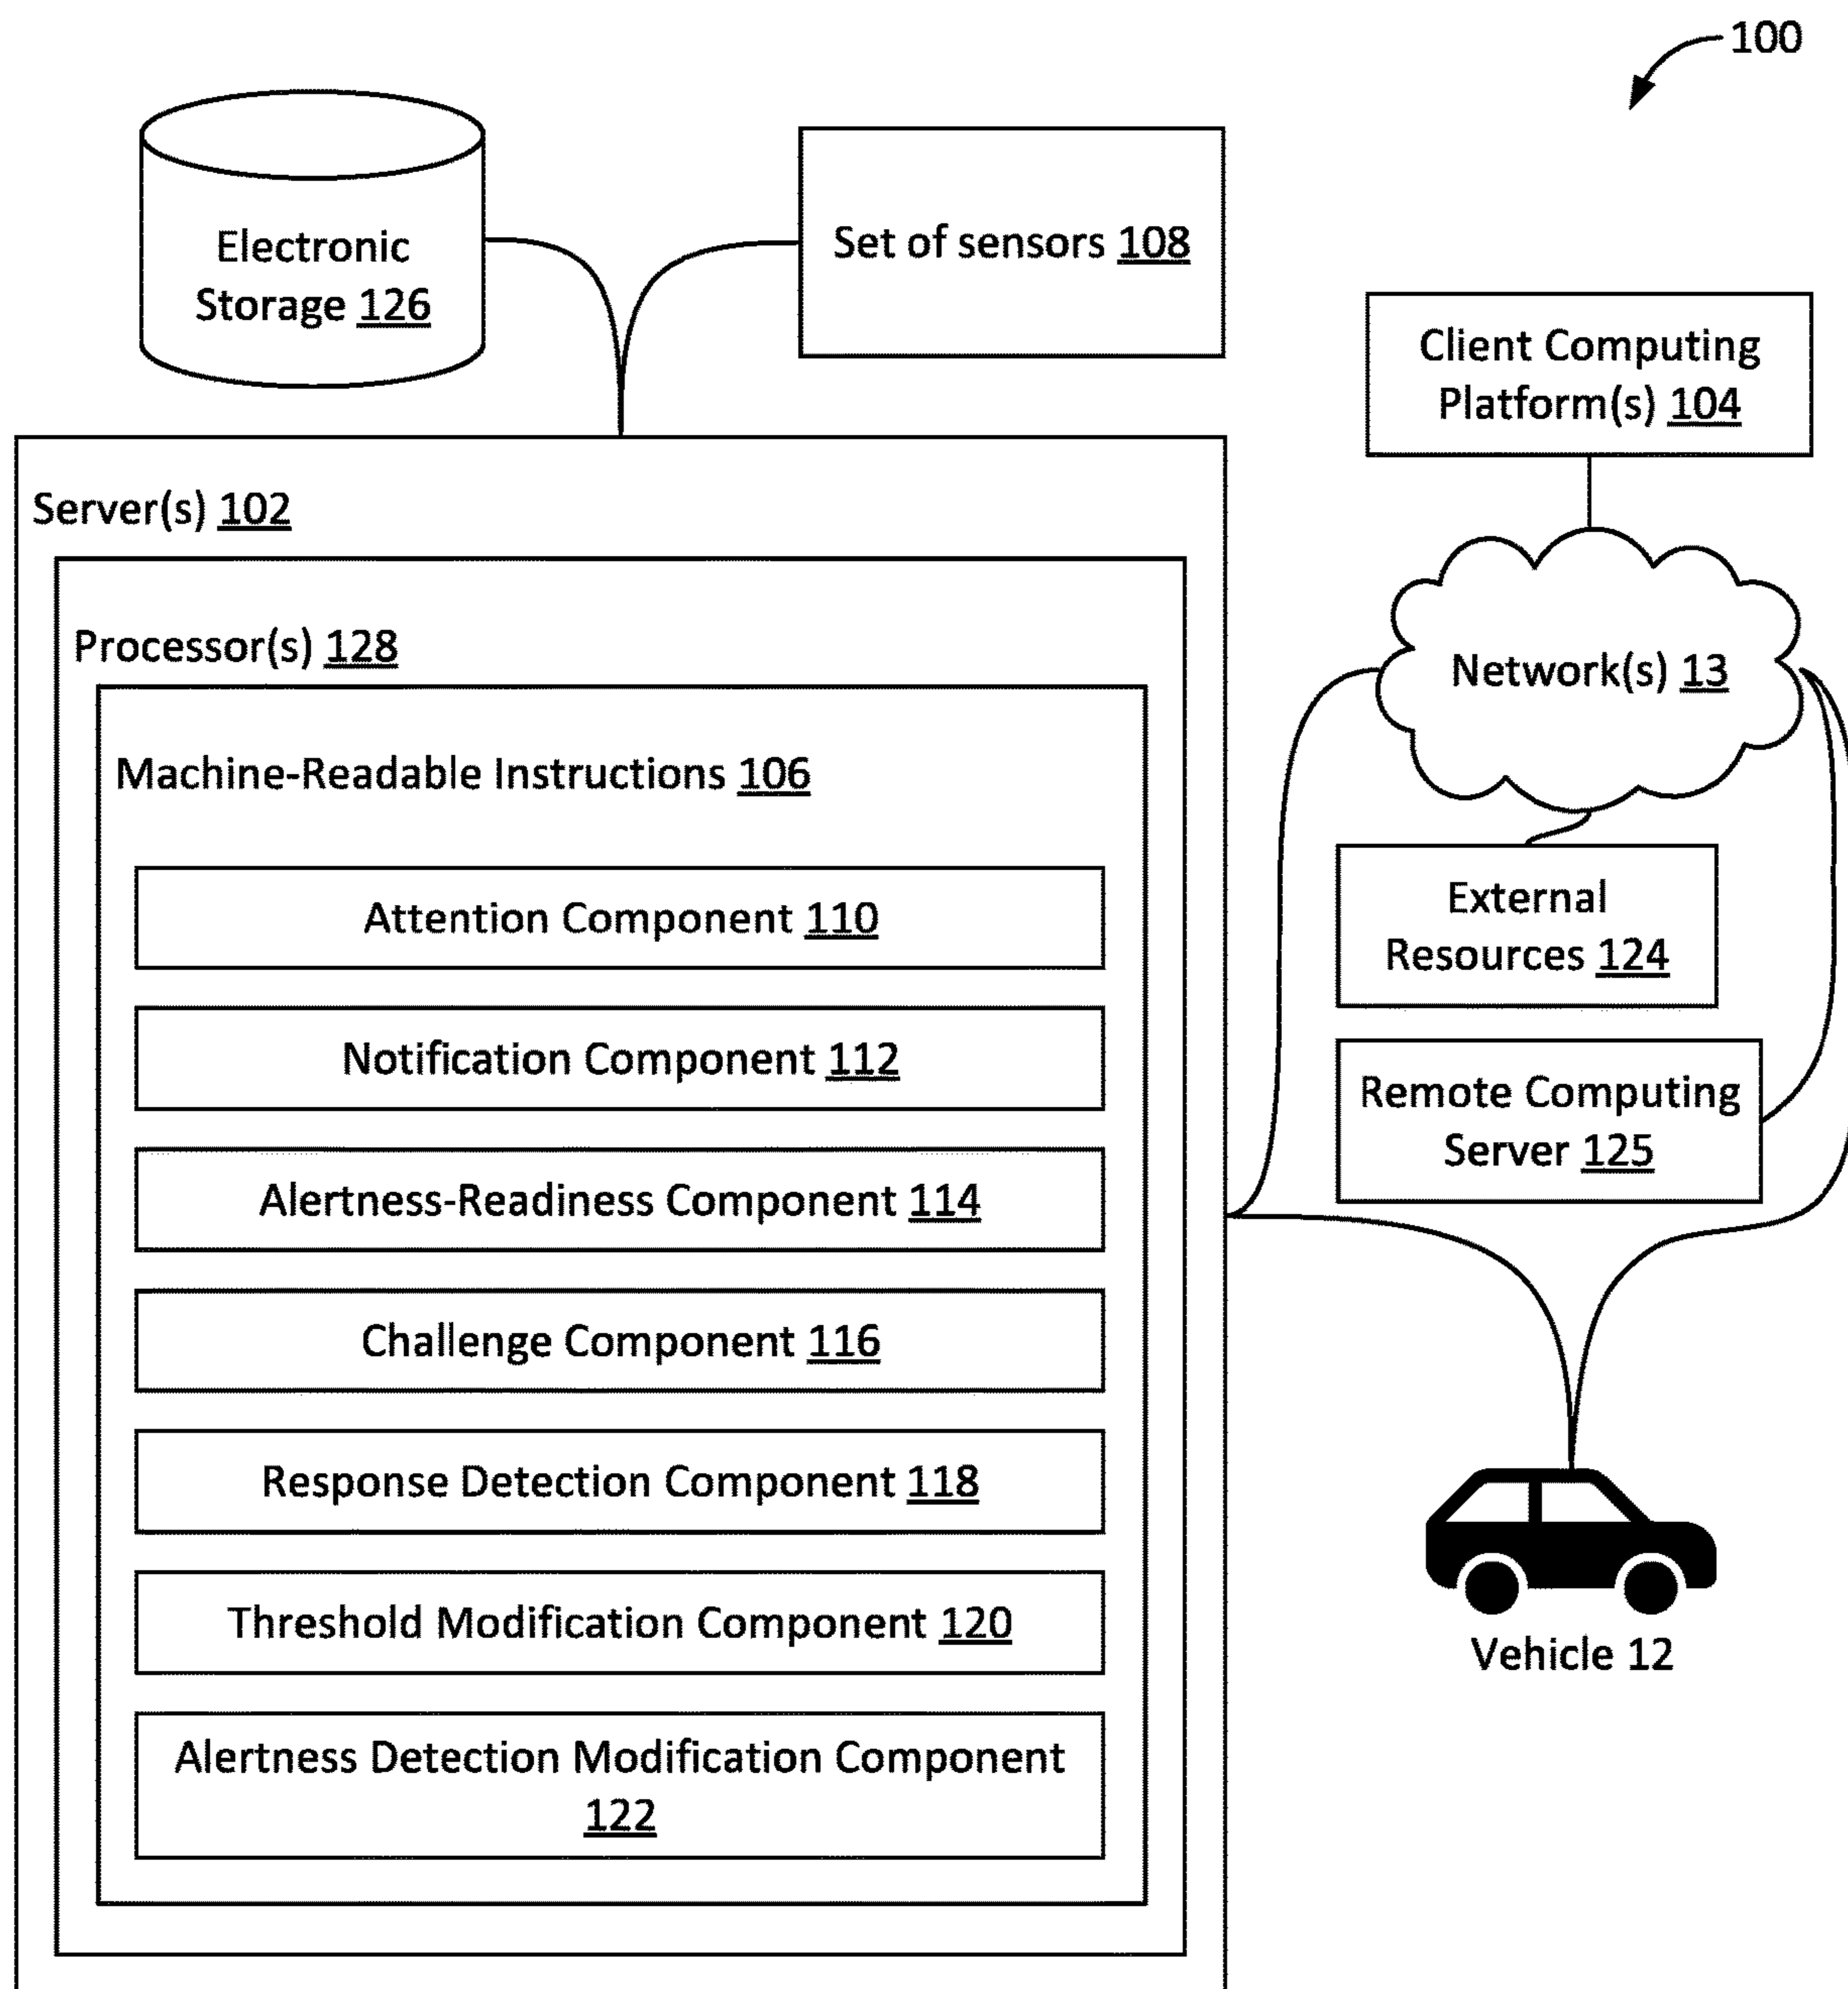 100
Electronic
Storage 126
Set of sensors 108
Client Computing
Platform(s) 104
Server(s) 102
Processor(s) 128
Network(s) 13
Machine-Readable Instructions 106
Attention Component 110
External
Resources 124
Notification Component 112
Remote Computing
Server 125
Alertness-Readiness Component 114
Challenge Component 116
Response Detection Component 118
Threshold Modification Component 120
Vehicle 12
Alertness Detection Modification Component
122